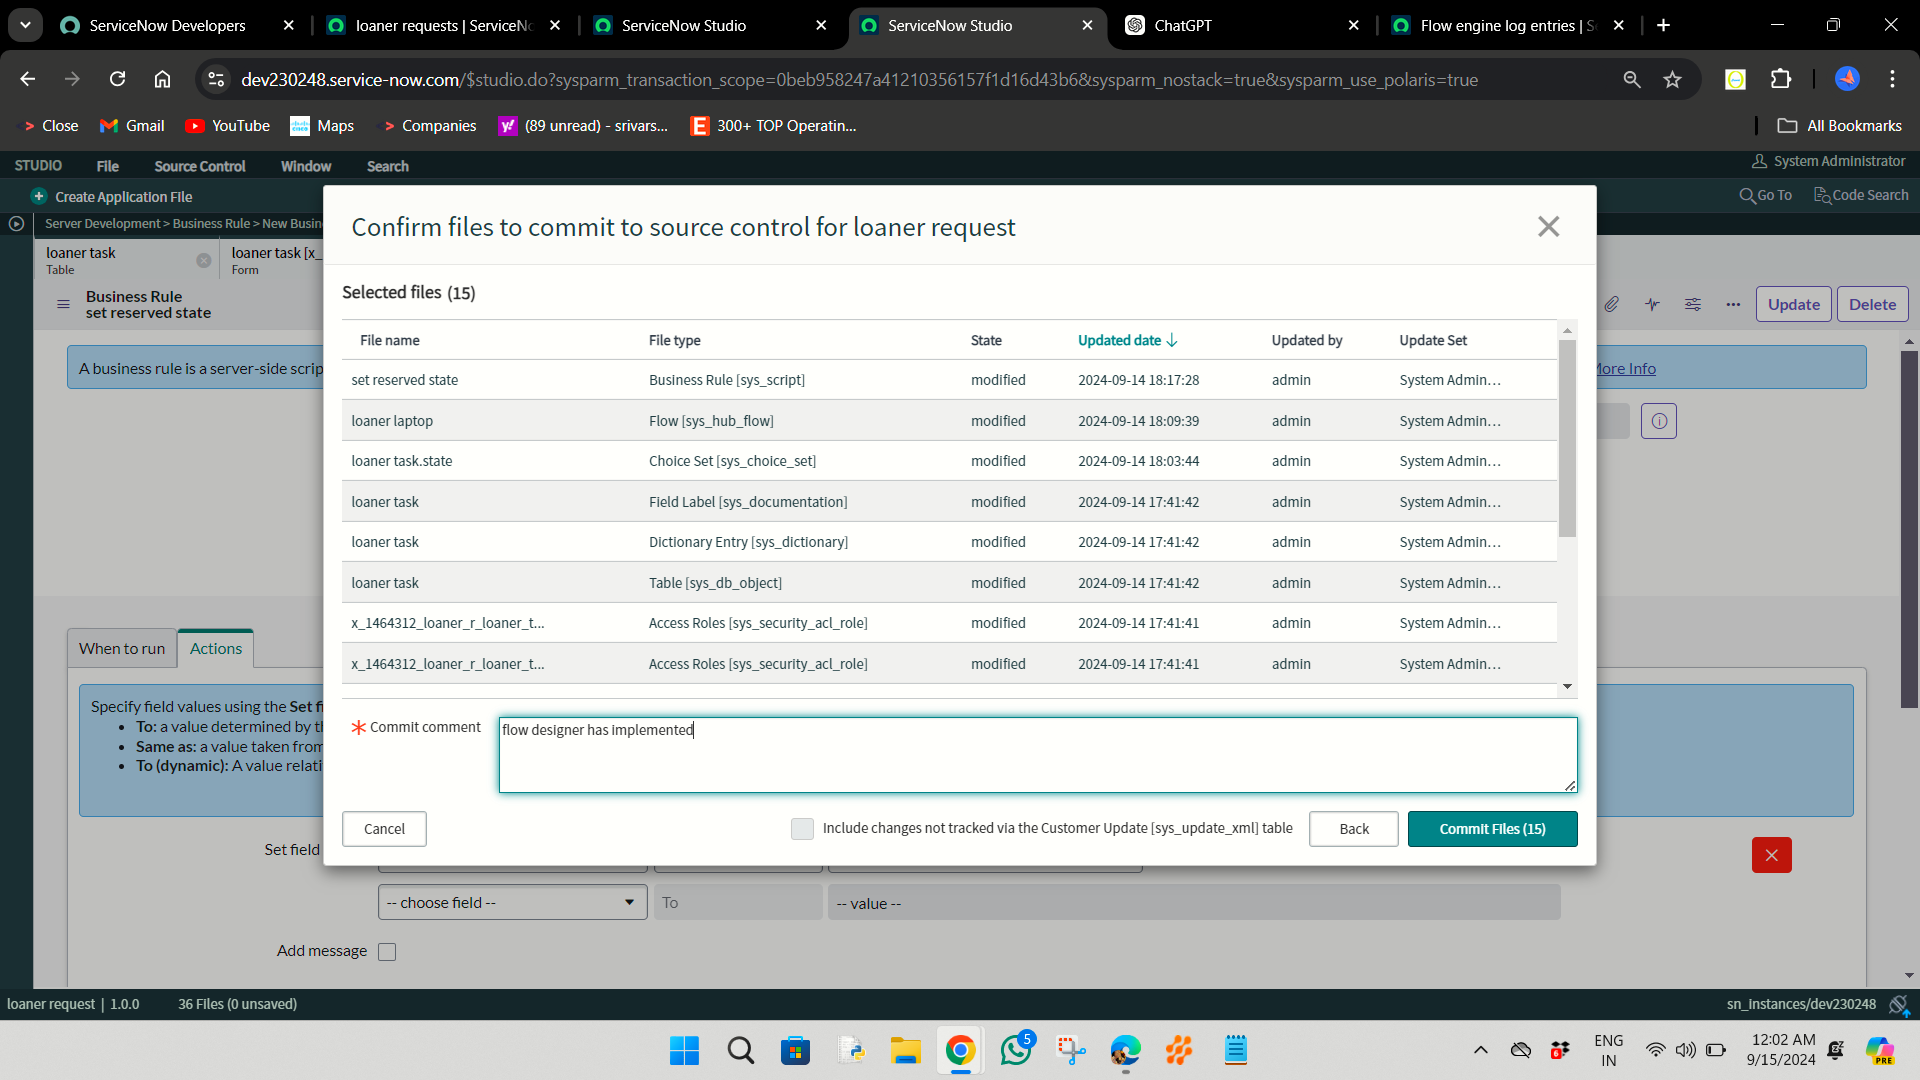 ServiceNow Developers
loaner requests | ServiceN
ServiceNow Studio
ServiceNow Studio
ChatGPT
Flow engine log entries | S
dev230248.service-now.com/$studio.do?sysparm_transaction_scope=0beb958247a41210356157f1d16d43b6&sysparm_nostack=true&sysparm_use_polaris=true
Close
Gmail
YouTube
Maps
Companies
(89 unread) - srivars...
300+ TOP Operatin...
All Bookmarks
STUDIO File Source Control Window Search
System Administrator
Create Application File
Go To Code Search
Server Development > Business Rule > New Busin
loaner task
Table
loaner task [x_
Form
Business Rule
set reserved state
Update Delete
A business rule is a server-side scrip
More Info
Confirm files to commit to source control for loaner request
Selected files (15)
File name File type State Updated date Updated by Update Set
set reserved state Business Rule [sys_script] modified 2024-09-14 18:17:28 admin System Admin...
loaner laptop Flow [sys_hub_flow] modified 2024-09-14 18:09:39 admin System Admin...
loaner task.state Choice Set [sys_choice_set] modified 2024-09-14 18:03:44 admin System Admin...
loaner task Field Label [sys_documentation] modified 2024-09-14 17:41:42 admin System Admin...
loaner task Dictionary Entry [sys_dictionary] modified 2024-09-14 17:41:42 admin System Admin...
loaner task Table [sys_db_object] modified 2024-09-14 17:41:42 admin System Admin...
x_1464312_loaner_r_loaner_t... Access Roles [sys_security_acl_role] modified 2024-09-14 17:41:41 admin System Admin...
x_1464312_loaner_r_loaner_t... Access Roles [sys_security_acl_role] modified 2024-09-14 17:41:41 admin System Admin...
Commit comment
flow designer has implemented
Cancel
Include changes not tracked via the Customer Update [sys_update_xml] table
Back
Commit Files (15)
When to run Actions
Specify field values using the Set fi
To: a value determined by t
Same as: a value taken from
To (dynamic): A value relati
Set field
-- choose field -- To -- value --
Add message
loaner request | 1.0.0 36 Files (0 unsaved)
sn_instances/dev230248
5
6
ENG
IN
12:02 AM
9/15/2024
PRE